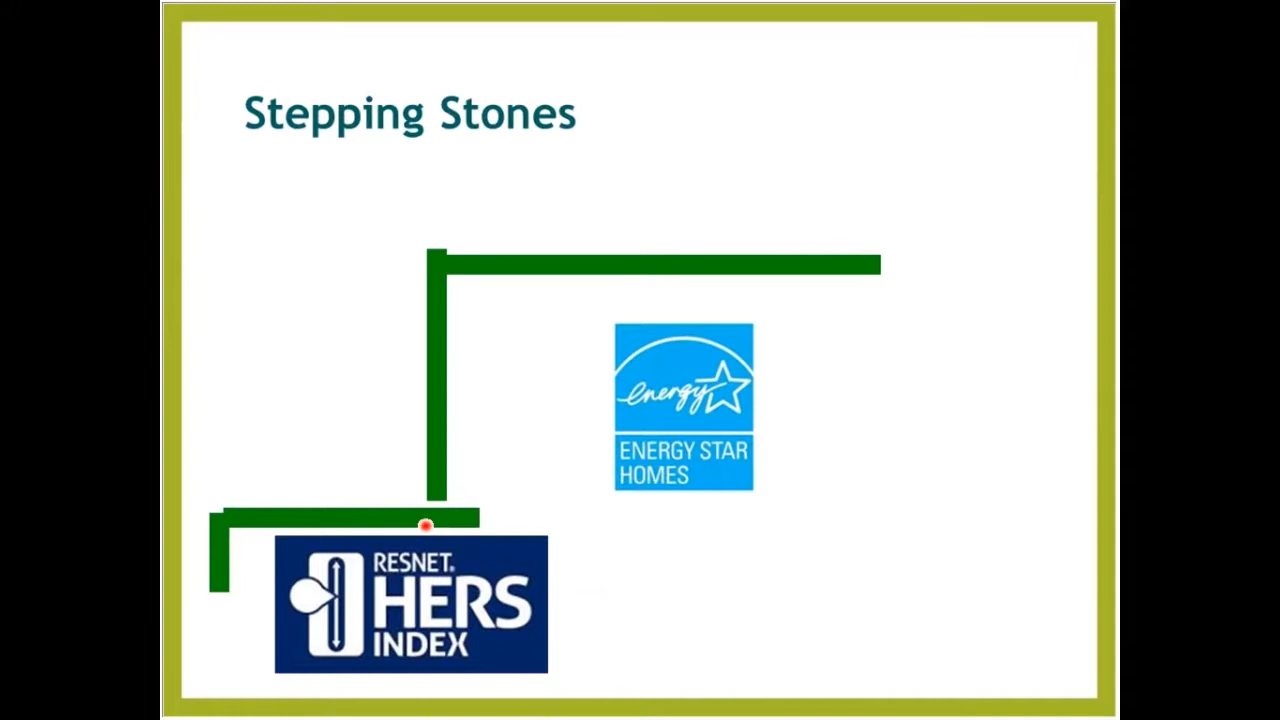 Stepping Stones
energy
ENERGY STAR
HOMES
RESNET.
HERS
INDEX